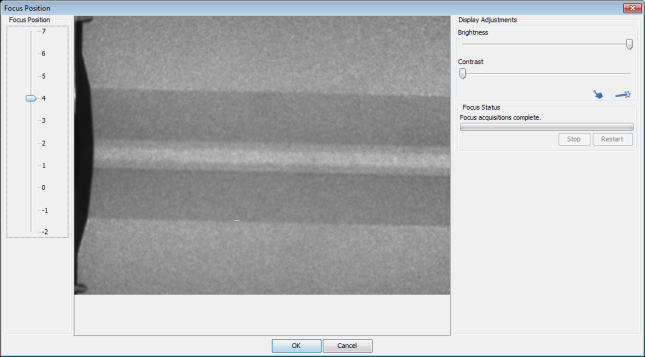 Focus Position
Focus Position
7
6
5
4
3
2
1
0
-1
-2
Display Adjustments
Brightness
Contrast
Focus Status
Focus acquisitions complete.
Stop
Restart
OK
Cancel